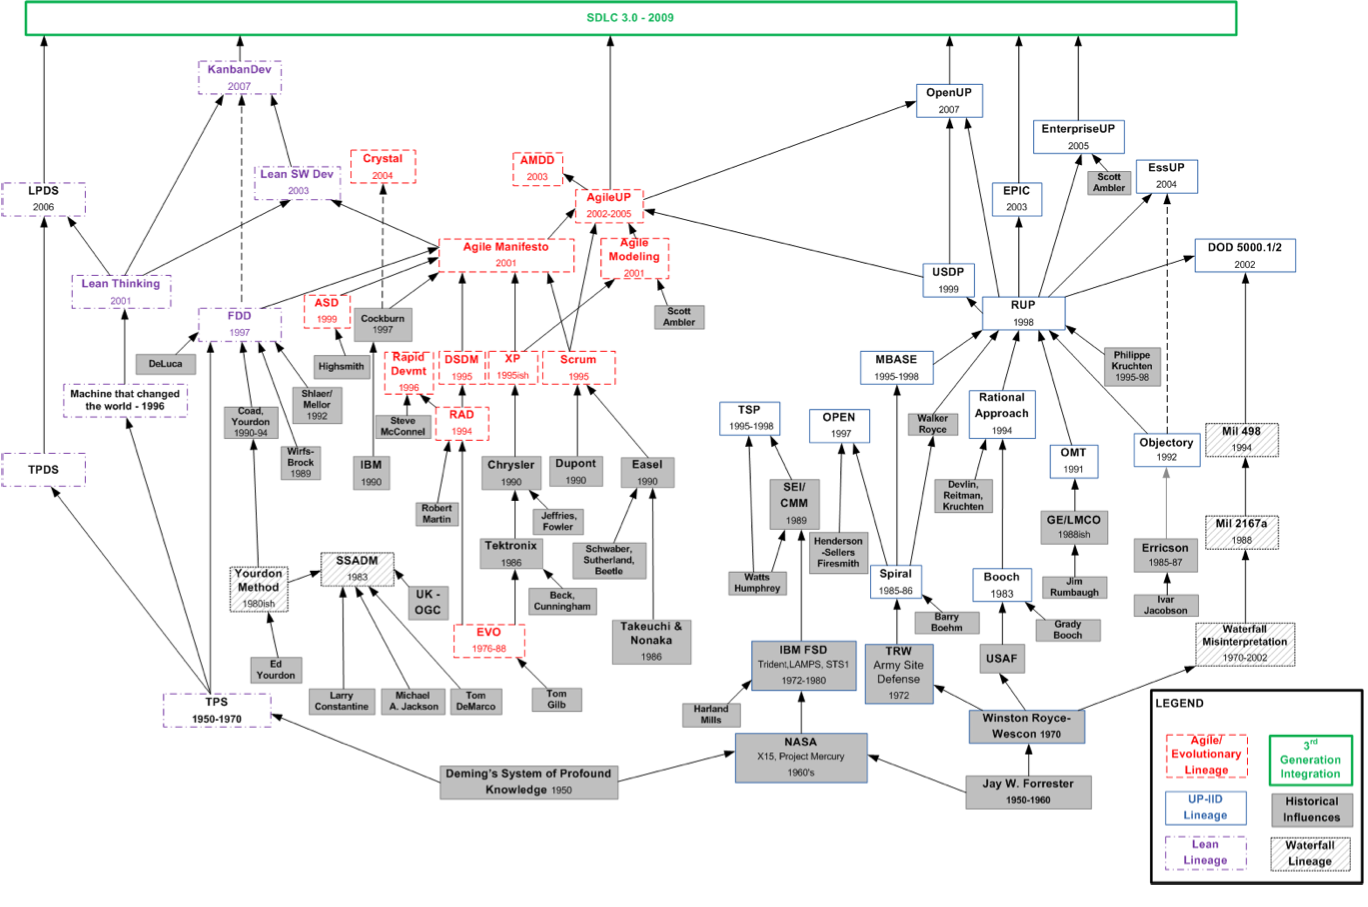 SDLC 3.0 - 2009
KanbanDev
2007
OpenUP
2007
EnterpriseUP
2005
Crystal
2004
AMDD
2003
Lean SW Dev
2003
EssUP
2004
Scott
Ambler
LPDS
2006
EPIC
2003
AgileUP
2002-2005
Agile Manifesto
2001
Agile
Modeling
2001
DOD 5000.1/2
2002
USDP
1999
Lean Thinking
2001
RUP
1998
ASD
1999
Cockburn
1997
Scott
Ambler
FDD
1997
DeLuca
Highsmith
Rapid
Devmt
1996
DSDM
1995
XP
1995ish
Scrum
1995
MBASE
1995-1998
Philippe
Kruchten
1995-98
Machine that changed
the world - 1996
Shlaer/
Mellor
1992
Coad,
Yourdon
1990-94
Steve
McConnel
RAD
1994
TSP
1995-1998
OPEN
1997
Walker
Royce
Rational
Approach
1994
Mil 498
1994
Objectory
1992
Wirfs-
Brock
1989
IBM
1990
TPDS
Chrysler
1990
Dupont
1990
Easel
1990
OMT
1991
SEI/
CMM
1989
Devlin,
Reitman,
Kruchten
Robert
Martin
Jeffries,
Fowler
GE/LMCO
1988ish
Mil 2167a
1988
Tektronix
1986
Schwaber,
Sutherland,
Beetle
Henderson
-Sellers
Firesmith
Erricson
1985-87
SSADM
1983
Yourdon
Method
1980ish
UK -
OGC
Watts
Humphrey
Spiral
1985-86
Booch
1983
Jim
Rumbaugh
Ivar
Jacobson
Beck,
Cunningham
Barry
Boehm
Grady
Booch
EVO
1976-88
Takeuchi &
Nonaka
1986
Waterfall
Misinterpretation
1970-2002
IBM FSD
Trident,LAMPS, STS1
1972-1980
TRW
Army Site
Defense
1972
USAF
Ed
Yourdon
Larry
Constantine
Michael
A. Jackson
Tom
DeMarco
Tom
Gilb
TPS
1950-1970
Harland
Mills
Winston Royce-
Wescon 1970
NASA
X15, Project Mercury
1960's
Deming's System of Profound
Knowledge 1950
Jay W. Forrester
1950-1960
LEGEND
Agile/
Evolutionary
Lineage
3rd
Generation
Integration
UP-IID
Lineage
Historical
Influences
Lean
Lineage
Waterfall
Lineage